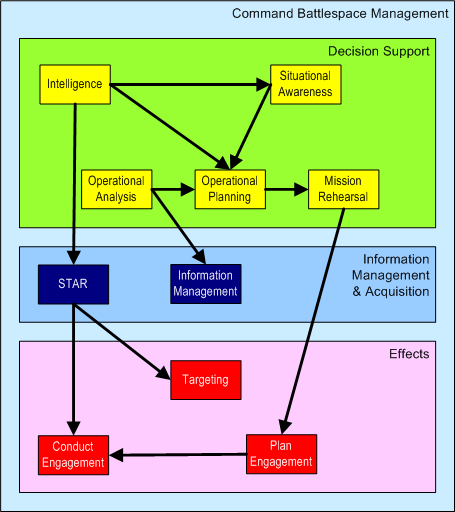 Command Battlespace Management
Decision Support
Intelligence
Situational
Awareness
Operational
Analysis
Operational
Planning
Mission
Rehearsal
Information
Management
& Acquisition
STAR
Information
Management
Effects
Targeting
Conduct
Engagement
Plan
Engagement